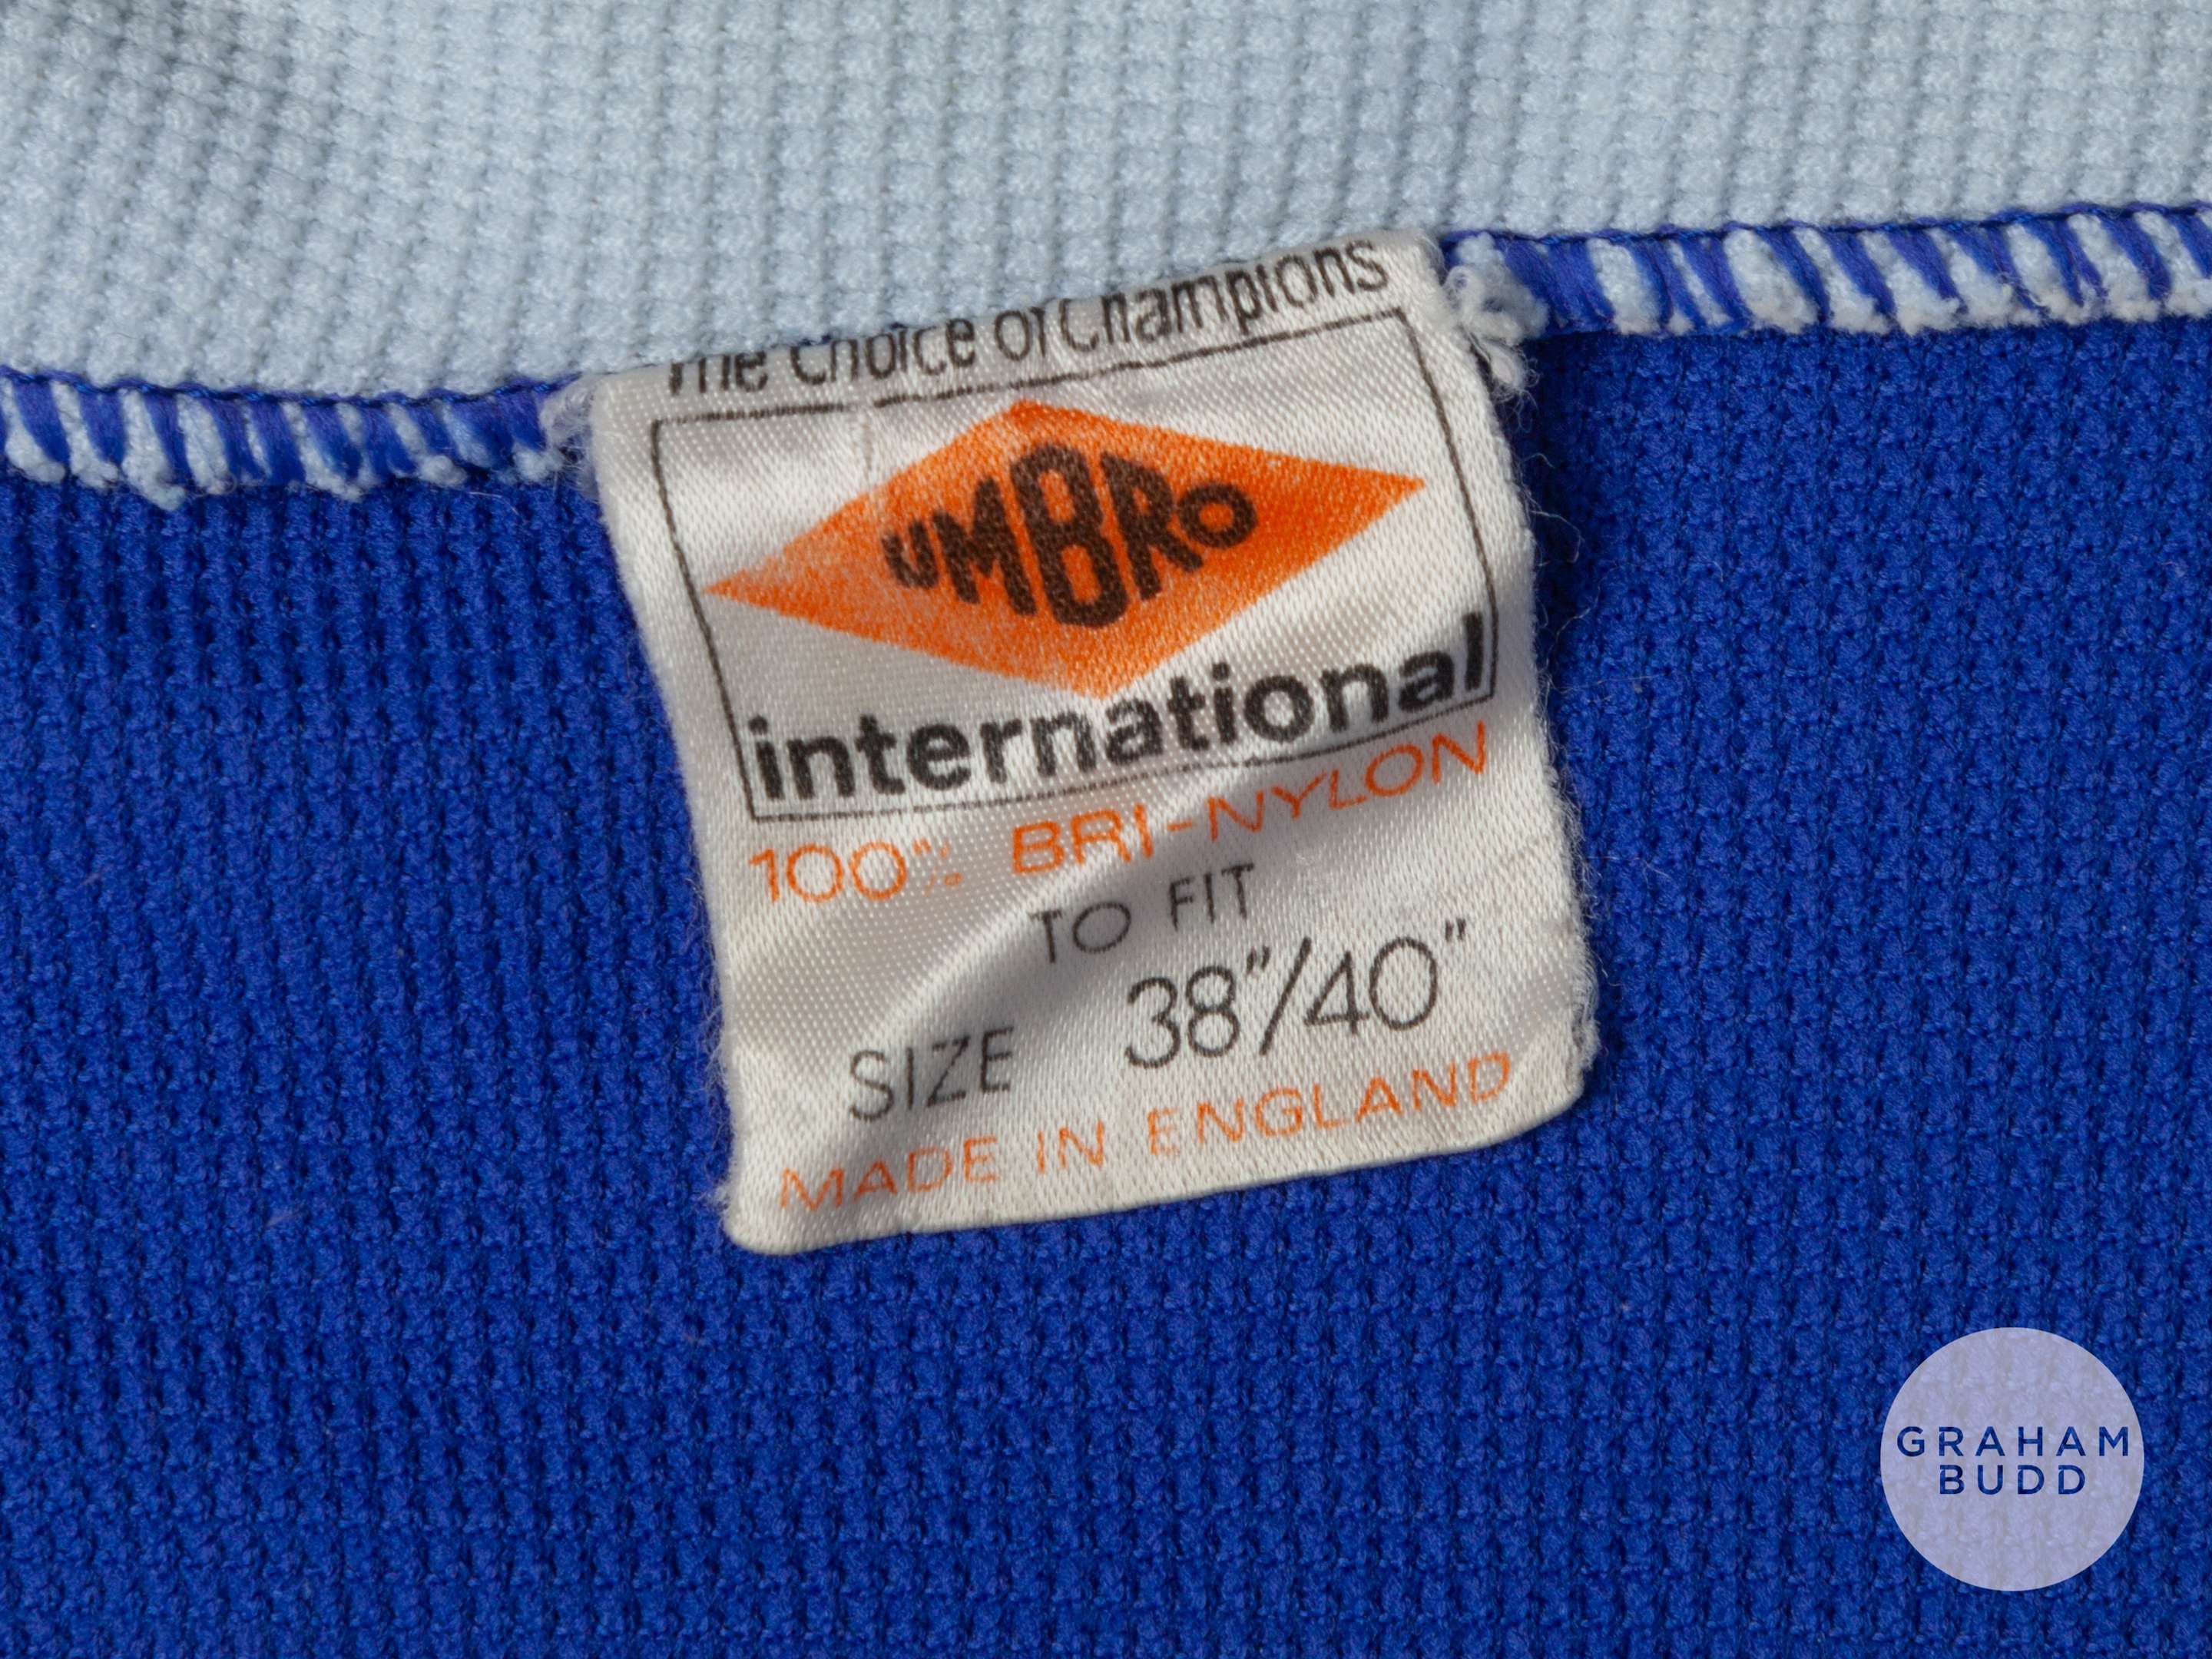 The Choice of Champions
UMBRO
international
100% BRI-NYLON
TO FIT
SIZE 38"/40"
MADE IN ENGLAND
GRAHAM
BUDD